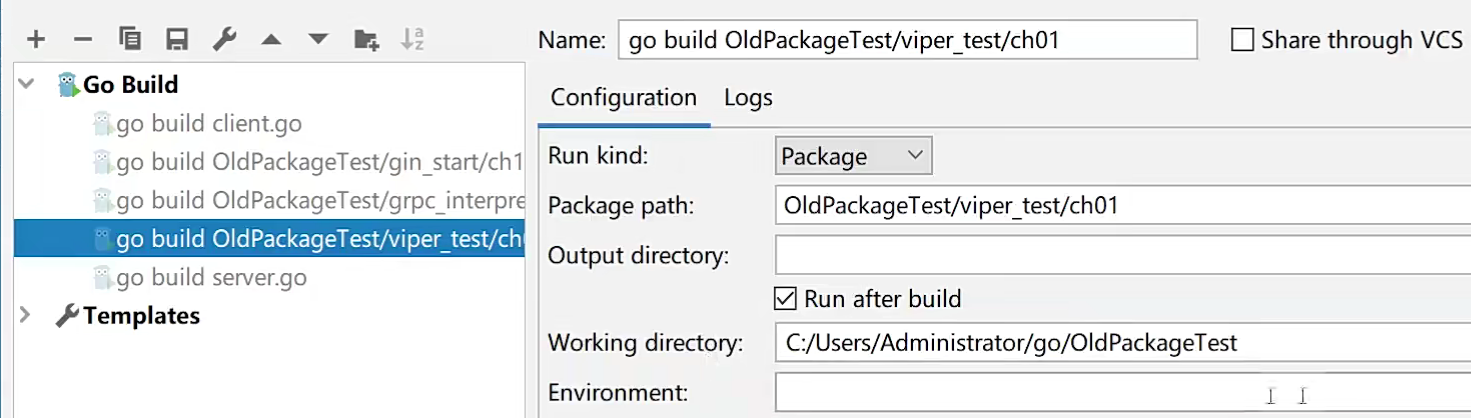 Name: go build OldPackageTest/viper_test/ch01 Share through VCS
Go Build
go build client.go
go build OldPackageTest/gin_start/ch1
go build OldPackageTest/grpc_interpre
go build OldPackageTest/viper_test/ch
go build server.go
Templates
Configuration Logs
Run kind: Package
Package path: OldPackageTest/viper_test/ch01
Output directory:
Run after build
Working directory: C:/Users/Administrator/go/OldPackageTest
Environment: